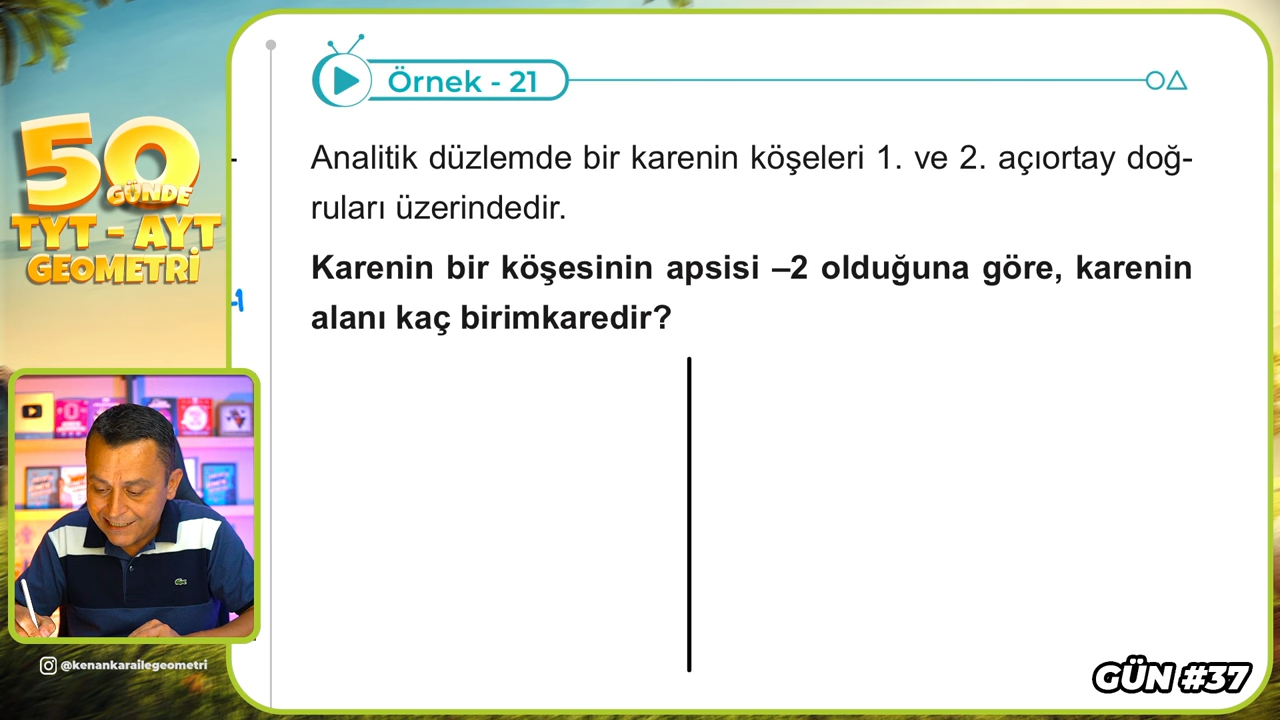 50
GÜNDE
TYT - AYT
GEOMETRİ
Örnek - 21
Analitik düzlemde bir karenin köşeleri 1. ve 2. açıortay doğ-
ruları üzerindedir.
Karenin bir köşesinin apsisi –2 olduğuna göre, karenin
alanı kaç birimkaredir?
@kenankarailegeometri
GÜN #37